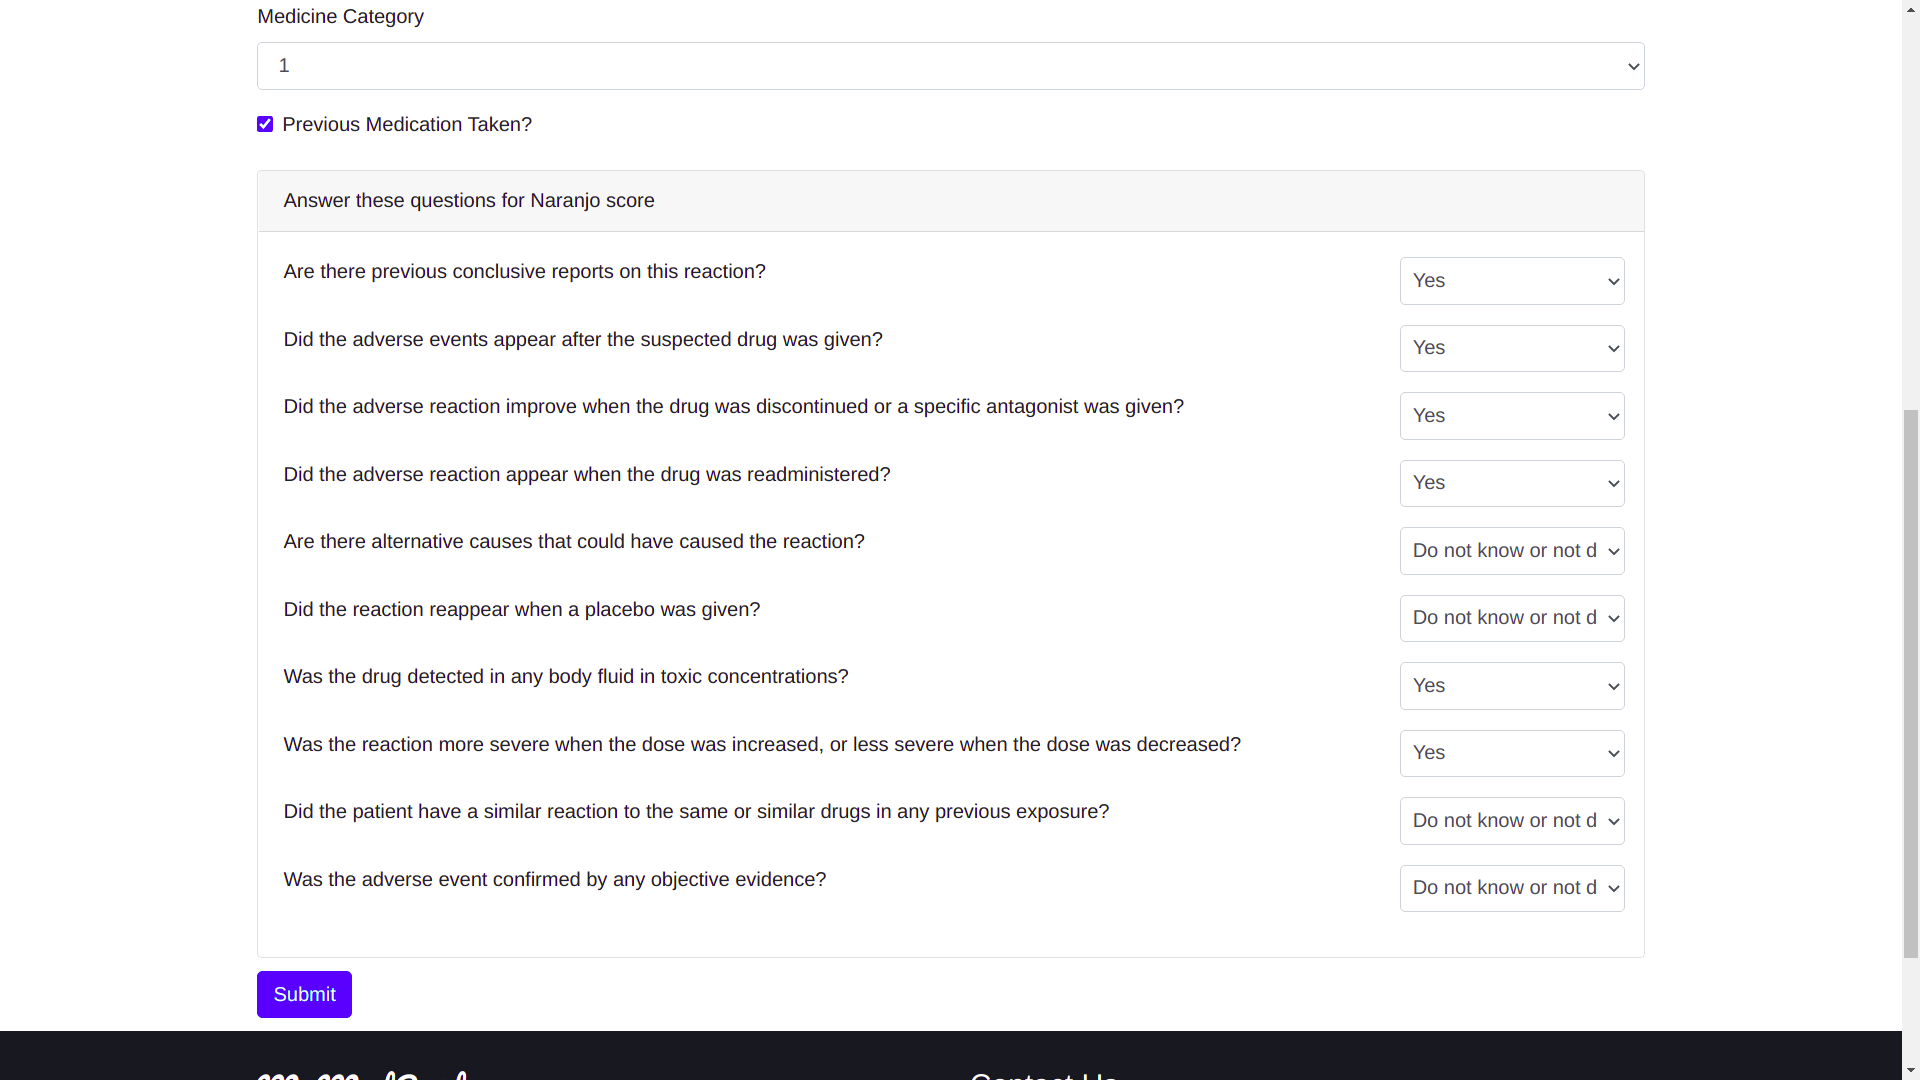 Medicine Category
1
Previous Medication Taken?
Answer these questions for Naranjo score
Are there previous conclusive reports on this reaction?
Yes
Did the adverse events appear after the suspected drug was given?
Yes
Did the adverse reaction improve when the drug was discontinued or a specific antagonist was given?
Yes
Did the adverse reaction appear when the drug was readministered?
Yes
Are there alternative causes that could have caused the reaction?
Do not know or not d
Did the reaction reappear when a placebo was given?
Do not know or not d
Was the drug detected in any body fluid in toxic concentrations?
Yes
Was the reaction more severe when the dose was increased, or less severe when the dose was decreased?
Yes
Did the patient have a similar reaction to the same or similar drugs in any previous exposure?
Do not know or not d
Was the adverse event confirmed by any objective evidence?
Do not know or not d
Submit
Contact Us